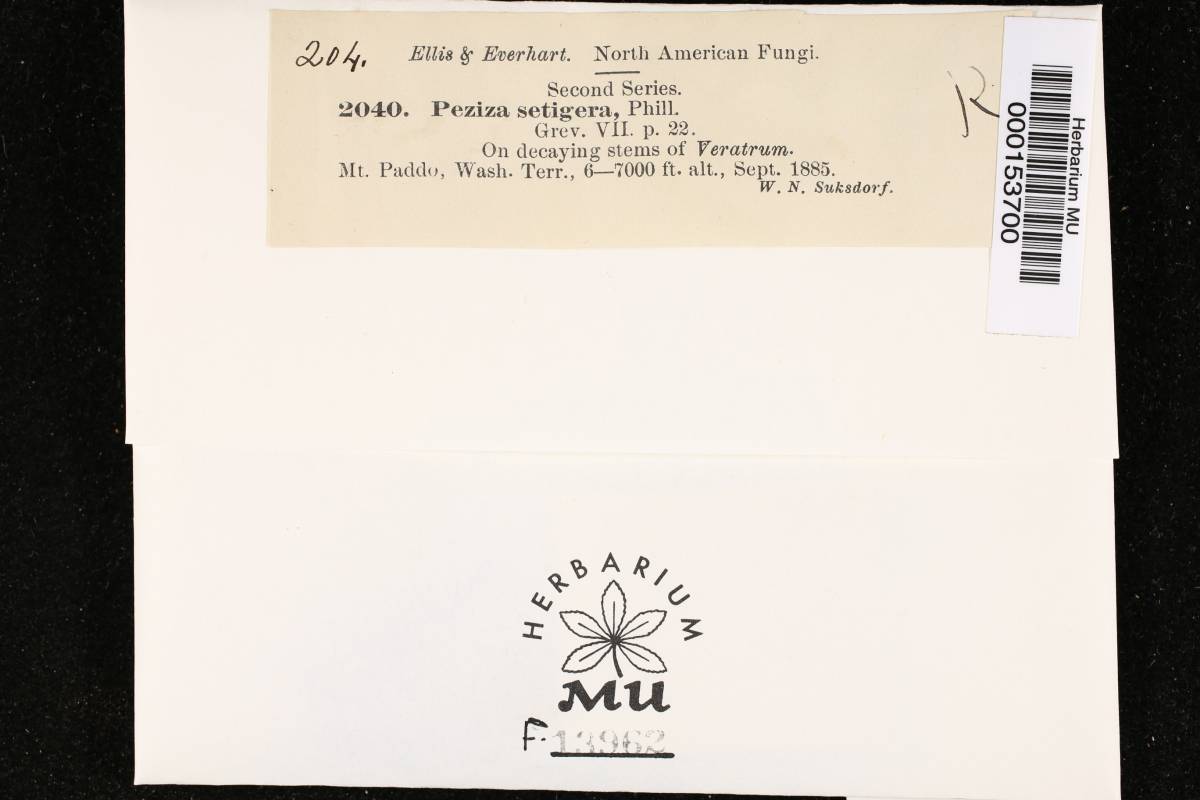 204. Ellis & Everhart. North American Fungi.
Second Series.
2040. Peziza setigera, Phill.
Grev. VII. p. 22.
On decaying stems of Veratrum.
Mt. Paddo, Wash. Terr., 6—7000 ft. alt., Sept. 1885.
W. N. Suksdorf.
R
Herbarium MU
000153700
HERBARIUM
MU
F. 13962